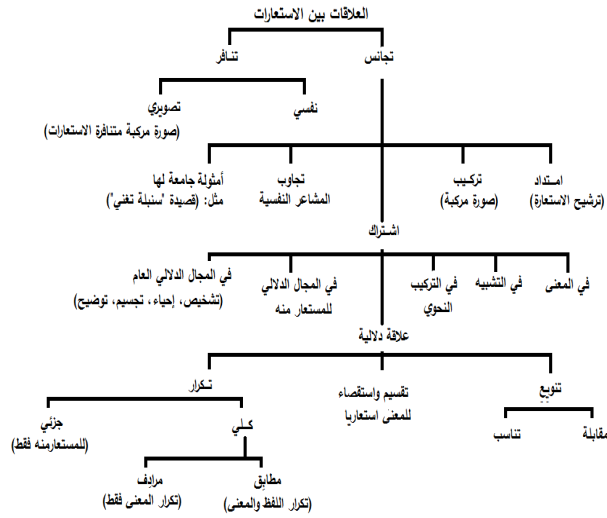 العلاقات بين الاستعارات
تجانس
تنافر
نفسي
تصويري
(صورة مركبة متنافرة الاستعارات)
امتداد
(ترشيح الاستعارة)
تركيب
(صورة مركبة)
تجاوب
المشاعر النفسية
أمثولة جامعة لها
مثل: (قصيدة "سنبلة تغني")
اشتراك
في المعنى
في التشبيه
في التركيب
النحوي
في المجال الدلالي
للمستعار منه
في المجال الدلالي العام
(تشخيص، إحياء، تجسيم، توضيح)
علاقة دلالية
تنويع
مقابلة
تناسب
تقسيم واستقصاء
للمعنى استعاريا
تكرار
كلي
جزئي
(للمستعارمنه فقط)
مطابق
(تكرار اللفظ والمعنى)
مرادف
(تكرار المعنى فقط)